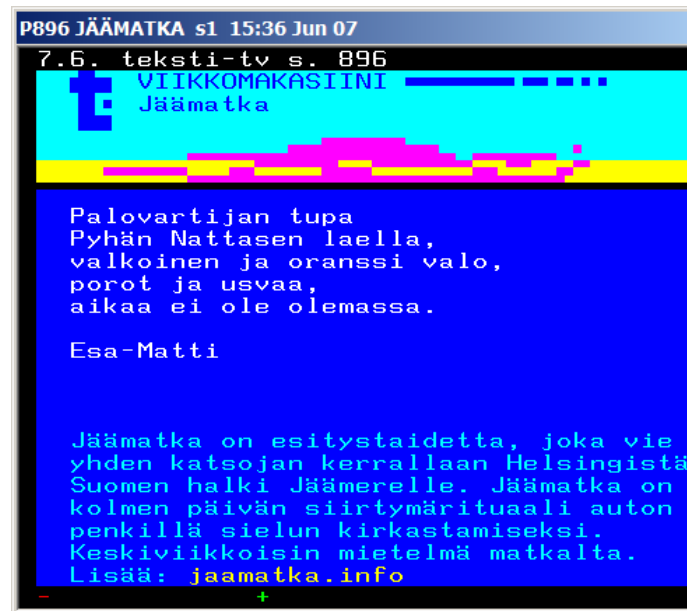 P896 JÄÄMATKA s1 15:36 Jun 07
7.6. teksti-tv s. 896
VIIKKOMAKASIINI
Jäämatka
Palovartijan tupa
Pyhän Nattasen laella,
valkoinen ja oranssi valo,
porot ja usvaa,
aikaa ei ole olemassa.
Esa-Matti
Jäämatka on esitystaidetta, joka vie
yhden katsojan kerrallaan Helsingistä
Suomen halki Jäämerelle. Jäämatka on
kolmen päivän siirtymärituaali auton
penkillä sielun kirkastamiseksi.
Keskiviikkoisin mietelmä matkalta.
Lisää: jaamatka.info
- +